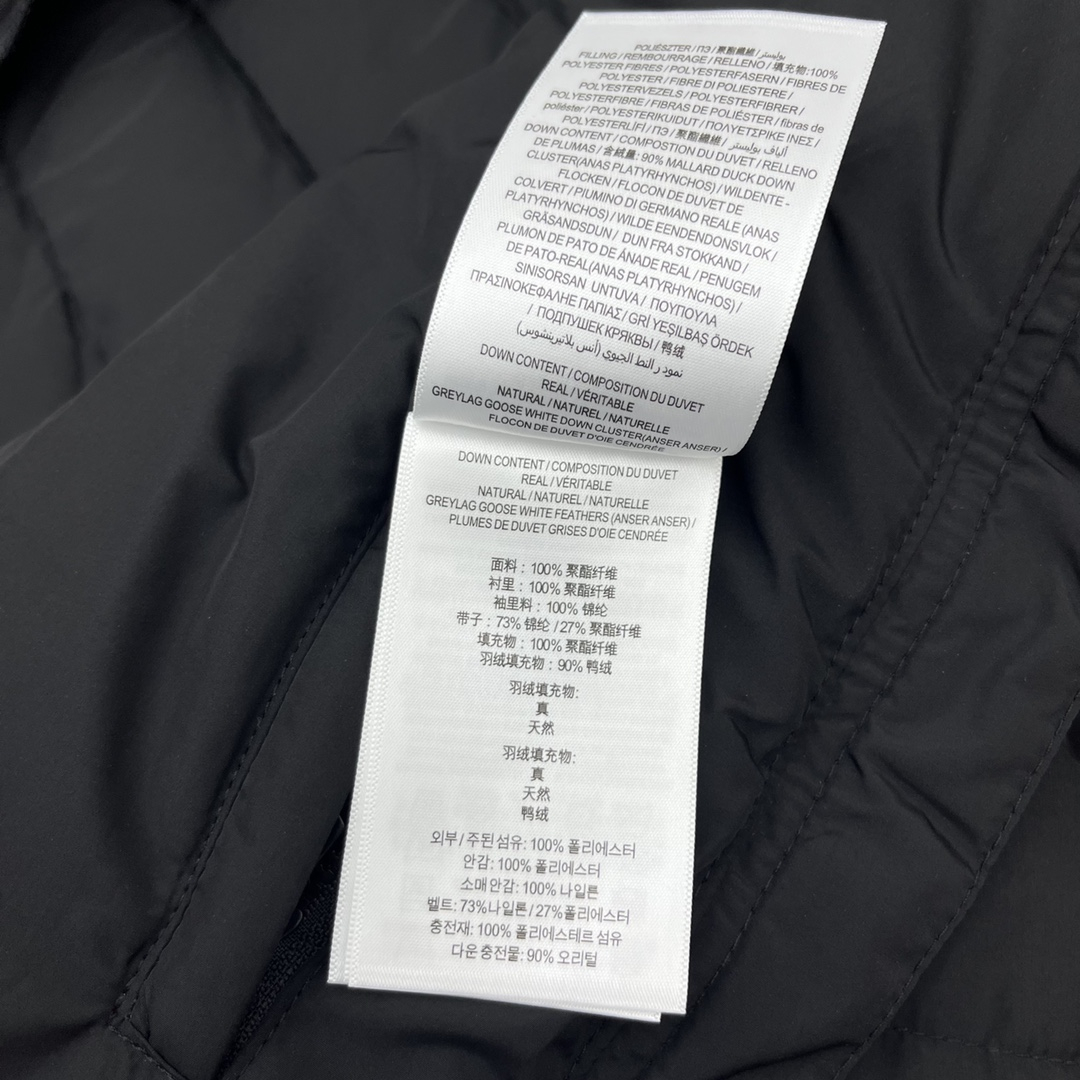 POLIÉSZTER / ПЭ / 聚酯纖維 / بوليستر
FILLING / REMBOURRAGE / RELLENO / 填充物:100%
POLYESTER FIBRES / POLYESTERFASERN / FIBRES DE
POLYESTER / FIBRE DI POLIESTERE /
POLYESTERVEZELS / POLYESTERFIBRER /
POLYESTERFIBRE / FIBRAS DE POLIÉSTER / fibras de
poliéster / POLYESTERIKUIDUT / ΠΟΛΥΕΤΣΡΙΚΕ ΙΝΕΣ /
POLYESTERLİFİ / ПЭ / 聚酯纖維 / ألياف بوليستر
DOWN CONTENT / COMPOSTION DU DUVET / RELLENO
DE PLUMAS / 含絨量: 90% MALLARD DUCK DOWN
CLUSTER(ANAS PLATYRHYNCHOS) / WILDENTE -
FLOCKEN / FLOCON DE DUVET DE
COLVERT / PIUMINO DI GERMANO REALE (ANAS
PLATYRHYNCHOS) / WILDE EENDENDONSVLOK /
GRÄSANDSDUN / DUN FRA STOKKAND /
PLUMON DE PATO DE ÁNADE REAL / PENUGEM
DE PATO-REAL(ANAS PLATYRHYNCHOS) /
SINISORSAN UNTUVA / ΠΟΥΠΟΥΛΑ
ΠΡΑΣΙΝΟΚΕΦΑΛΗΕ ΠΑΠΙΑΣ / GRİ YEŞILBAŞ ÖRDEK
/ ПОДПУШЕК КРЯКВЫ / 鸭绒
DOWN CONTENT / COMPOSITION DU DUVET
REAL / VÉRITABLE
NATURAL / NATUREL / NATURELLE
GREYLAG GOOSE WHITE DOWN CLUSTER(ANSER ANSER) /
FLOCON DE DUVET D'OIE CENDRÉE
DOWN CONTENT / COMPOSITION DU DUVET
REAL / VÉRITABLE
NATURAL / NATUREL / NATURELLE
GREYLAG GOOSE WHITE FEATHERS (ANSER ANSER) /
PLUMES DE DUVET GRISES D'OIE CENDRÉE
面料 : 100% 聚酯纤维
衬里 : 100% 聚酯纤维
袖里料 : 100% 锦纶
带子 : 73% 锦纶 / 27% 聚酯纤维
填充物 : 100% 聚酯纤维
羽绒填充物 : 90% 鸭绒
羽绒填充物:
真
天然
羽绒填充物:
真
天然
鸭绒
외부 / 주된 섬유: 100% 폴리에스터
안감: 100% 폴리에스터
소매 안감: 100% 나일론
벨트: 73%나일론 / 27%폴리에스터
충전재: 100% 폴리에스테르 섬유
다운 충전물: 90% 오리털